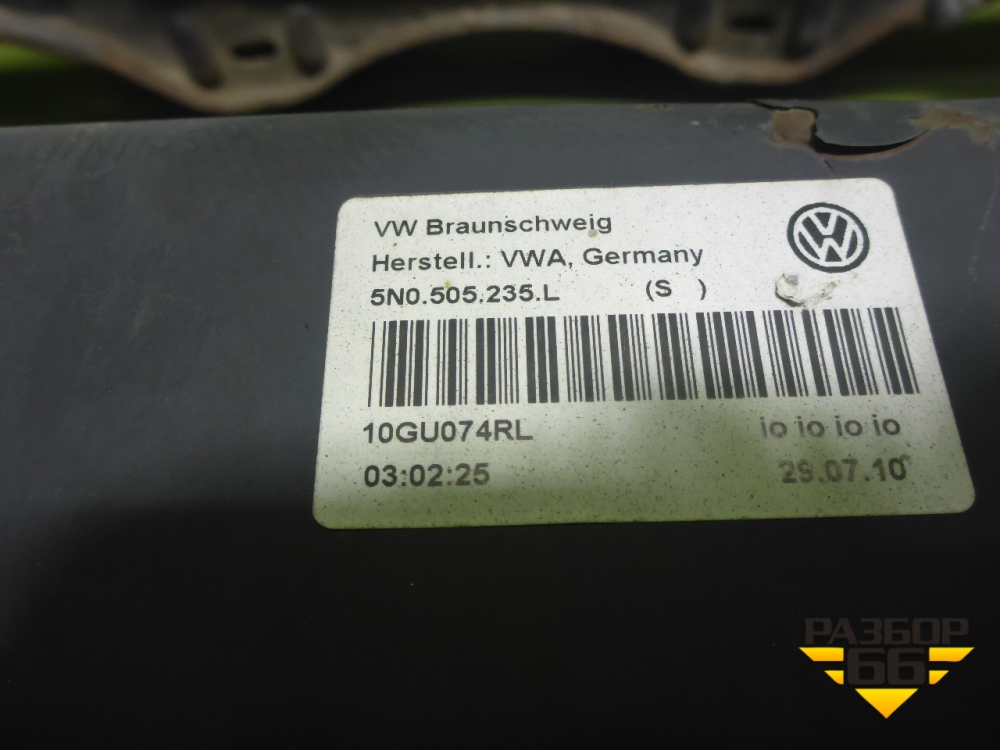 VW Braunschweig
Herstell.: VWA, Germany
5N0.505.235.L (S )
10GU074RL io io io io
03:02:25 29.07.10
РАЗБОР
66